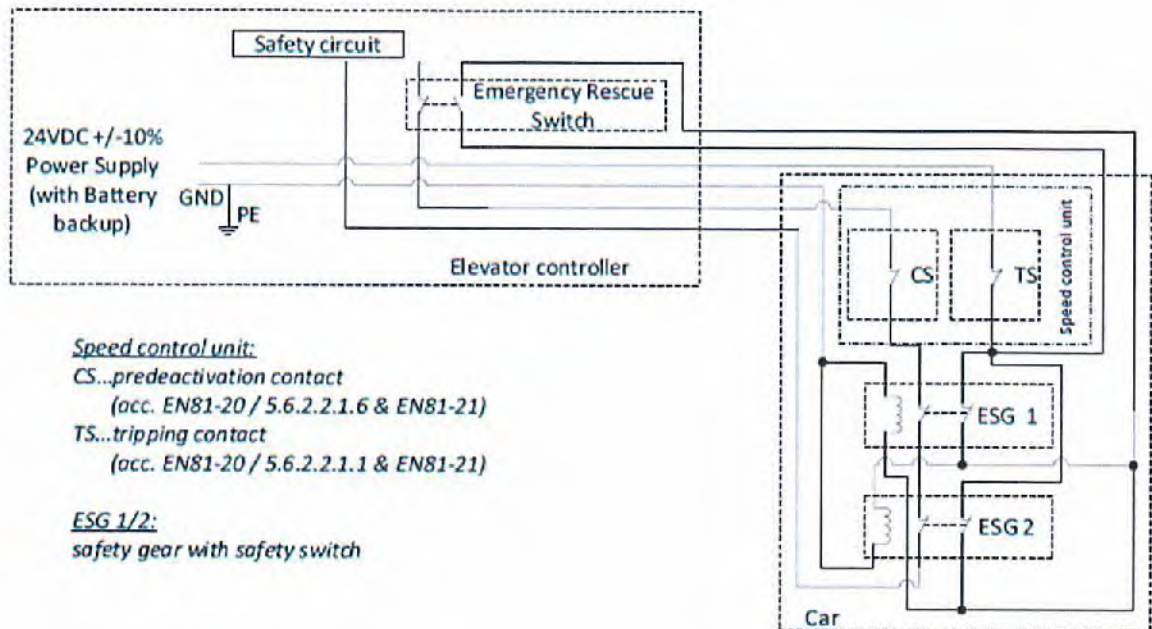 Safety circuit
Emergency Rescue
Switch
24VDC +/-10%
Power Supply
(with Battery
backup)
GND
PE
Elevator controller
CS
TS
Speed control unit
Speed control unit:
CS...predeactivation contact
(acc. EN81-20 / 5.6.2.2.1.6 & EN81-21)
TS...tripping contact
(acc. EN81-20 / 5.6.2.2.1.1 & EN81-21)
ESG 1
ESG 1/2:
safety gear with safety switch
ESG 2
Car